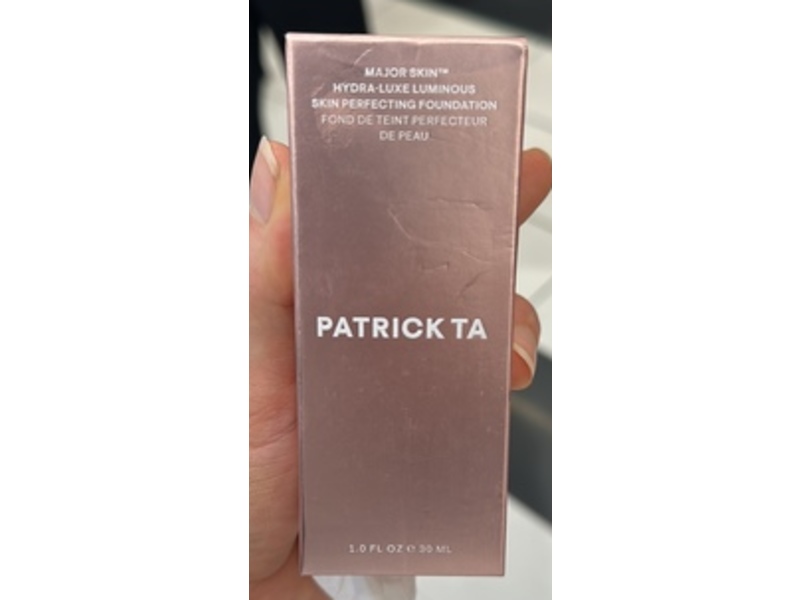 MAJOR SKIN™
HYDRA-LUXE LUMINOUS
SKIN PERFECTING FOUNDATION
FOND DE TEINT PERFECTEUR
DE PEAU
PATRICK TA
1.0 FL OZ ℮ 30 ML